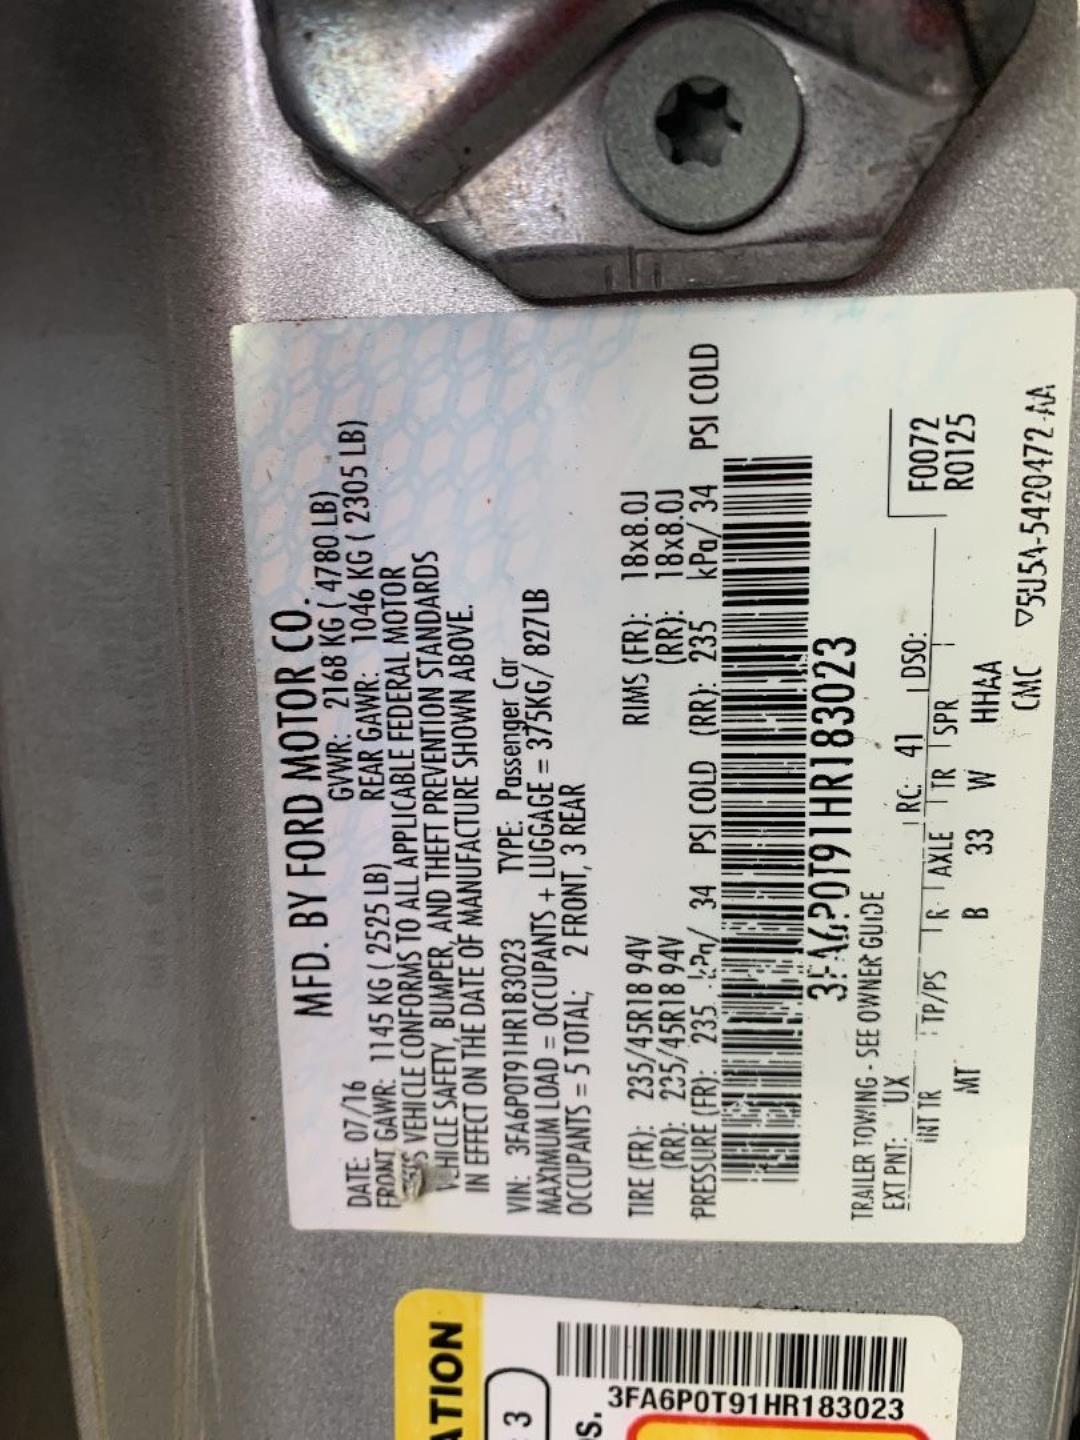 MFD. BY FORD MOTOR CO.
DATE: 07/16 GVWR: 2168 KG ( 4780 LB)
FRONT GAWR: 1145 KG ( 2525 LB) REAR GAWR: 1046 KG ( 2305 LB)
VEHICLE CONFORMS TO ALL APPLICABLE FEDERAL MOTOR
VEHICLE SAFETY, BUMPER, AND THEFT PREVENTION STANDARDS
IN EFFECT ON THE DATE OF MANUFACTURE SHOWN ABOVE.
VIN: 3FA6P0T91HR183023 TYPE: Passenger Car
MAXIMUM LOAD = OCCUPANTS + LUGGAGE = 375KG/ 827LB
OCCUPANTS = 5 TOTAL; 2 FRONT, 3 REAR
TIRE (FR): 235/45R18 94V RIMS (FR): 18x8.0J
(RR): 235/45R18 94V (RR): 18x8.0J
PRESSURE (FR): 235 kPa/ 34 PSI COLD (RR): 235 kPa/ 34 PSI COLD
3FA6P0T91HR183023
TRAILER TOWING - SEE OWNER GUIDE
EXT PNT: UX RC: 41 DSO: F0072
INT TR TP/PS R AXLE TR SPR R0125
MT B 33 W HHAA
CMC ▽5U5A-5420472-AA
ATION
3
os.
3FA6P0T91HR183023